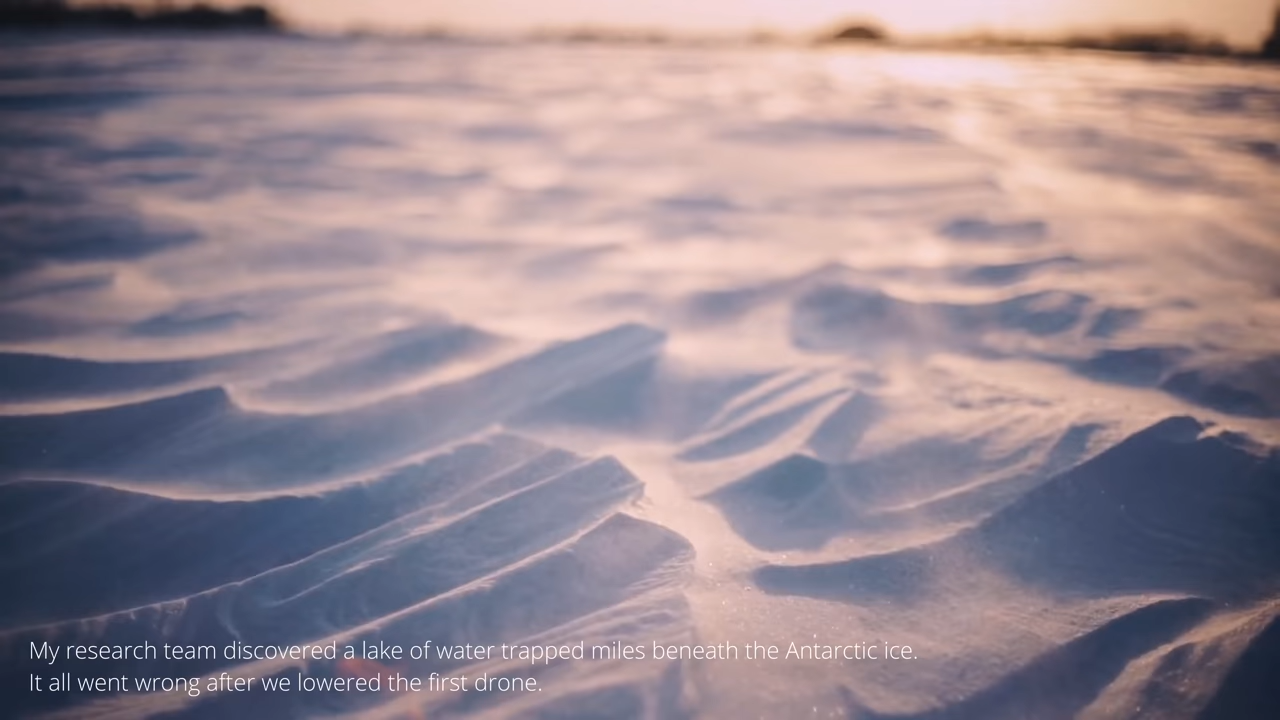 My research team discovered a lake of water trapped miles beneath the Antarctic ice.
It all went wrong after we lowered the first drone.